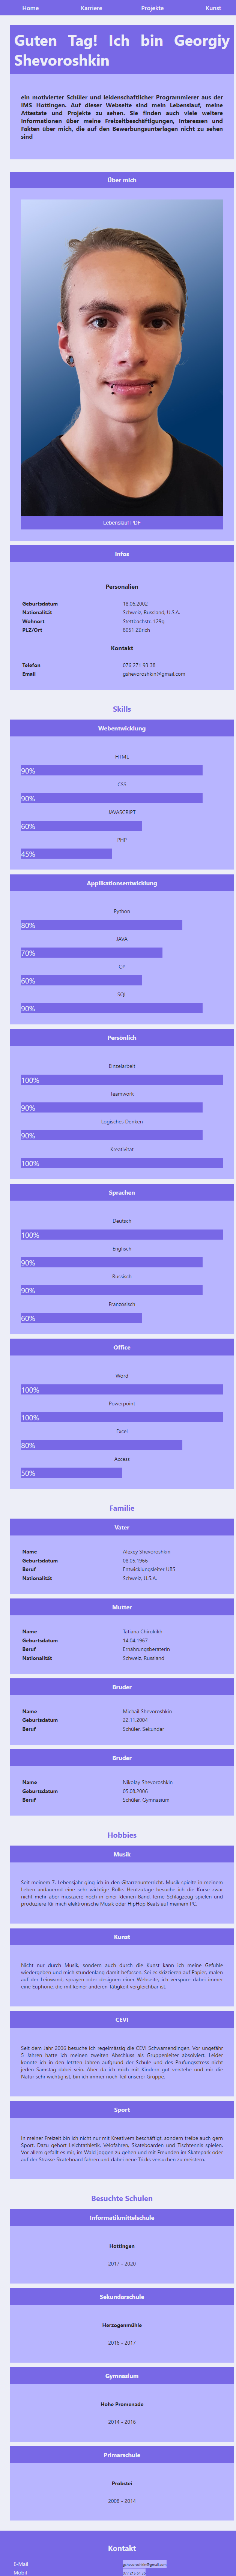 Home Karriere Projekte Kunst
Guten Tag! Ich bin Georgiy
Shevoroshkin
ein motivierter Schüler und leidenschaftlicher Programmierer aus der
IMS Hottingen. Auf dieser Webseite sind mein Lebenslauf, meine
Attestate und Projekte zu sehen. Sie finden auch viele weitere
Informationen über meine Freizeitbeschäftigungen, Interessen und
Fakten über mich, die auf den Bewerbungsunterlagen nicht zu sehen
sind
Über mich
Lebenslauf PDF
Infos
Personalien
Geburtsdatum 18.06.2002
Nationalität Schweiz, Russland, U.S.A.
Wohnort Stettbachstr. 129g
PLZ/Ort 8051 Zürich
Kontakt
Telefon 076 271 93 38
Email gshevoroshkin@gmail.com
Skills
Webentwicklung
HTML
90%
CSS
90%
JAVASCRIPT
60%
PHP
45%
Applikationsentwicklung
Python
80%
JAVA
70%
C#
60%
SQL
90%
Persönlich
Einzelarbeit
100%
Teamwork
90%
Logisches Denken
90%
Kreativität
100%
Sprachen
Deutsch
100%
Englisch
90%
Russisch
90%
Französisch
60%
Office
Word
100%
Powerpoint
100%
Excel
80%
Access
50%
Familie
Vater
Name Alexey Shevoroshkin
Geburtsdatum 08.05.1966
Beruf Entwicklungsleiter UBS
Nationalität Schweiz, U.S.A.
Mutter
Name Tatiana Chirokikh
Geburtsdatum 14.04.1967
Beruf Ernährungsberaterin
Nationalität Schweiz, Russland
Bruder
Name Michail Shevoroshkin
Geburtsdatum 22.11.2004
Beruf Schüler, Sekundar
Bruder
Name Nikolay Shevoroshkin
Geburtsdatum 05.08.2006
Beruf Schüler, Gymnasium
Hobbies
Musik
Seit meinem 7. Lebensjahr ging ich in den Gitarrenunterricht. Musik spielte in meinem
Leben andauernd eine sehr wichtige Rolle. Heutzutage besuche ich die Kurse zwar
nicht mehr aber musiziere noch in einer kleinen Band, lerne Schlagzeug spielen und
produziere für mich elektronische Musik oder HipHop Beats auf meinem PC.
Kunst
Nicht nur durch Musik, sondern auch durch die Kunst kann ich meine Gefühle
wiedergeben und mich stundenlang damit befassen. Sei es skizzieren auf Papier, malen
auf der Leinwand, sprayen oder designen einer Webseite, ich verspüre dabei immer
eine Euphorie, die mit keiner anderen Tätigkeit vergleichbar ist.
CEVI
Seit dem Jahr 2006 besuche ich regelmässig die CEVI Schwamendingen. Vor ungefähr
5 Jahren hatte ich meinen zweiten Abschluss als Gruppenleiter absolviert. Leider
konnte ich in den letzten Jahren aufgrund der Schule und des Prüfungsstress nicht
jeden Samstag dabei sein. Aber da ich mich mit Kindern gut verstehe und mir die
Natur sehr wichtig ist, bin ich immer noch Teil unserer Gruppe.
Sport
In meiner Freizeit bin ich nicht nur mit Kreativem beschäftigt, sondern treibe auch gern
Sport. Dazu gehört Leichtathletik, Velofahren, Skateboarden und Tischtennis spielen.
Vor allem gefällt es mir, im Wald joggen zu gehen und mit Freunden im Skatepark oder
auf der Strasse Skateboard fahren und dabei neue Tricks versuchen zu meistern.
Besuchte Schulen
Informatikmittelschule
Hottingen
2017 - 2020
Sekundarschule
Herzogenmühle
2016 - 2017
Gymnasium
Hohe Promenade
2014 - 2016
Primarschule
Probstei
2008 - 2014
Kontakt
E-Mail gshevoroshkin@gmail.com
Mobil